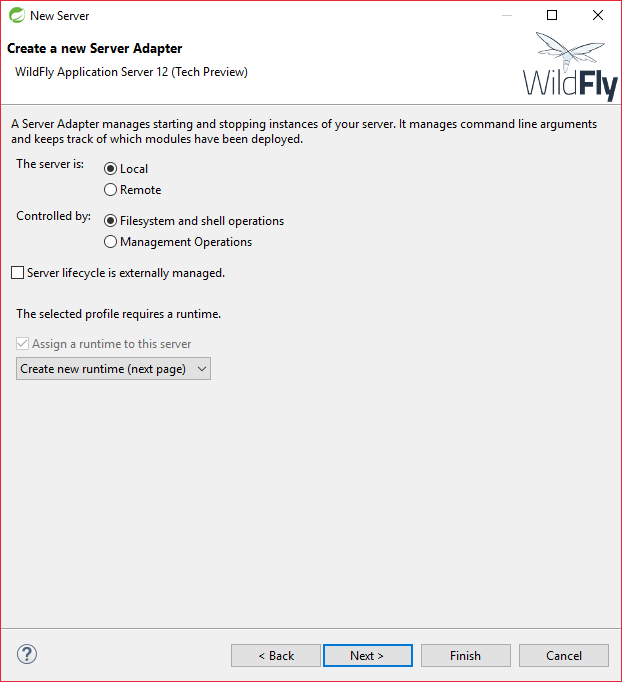 New Server
Create a new Server Adapter
WildFly Application Server 12 (Tech Preview)
WildFly
A Server Adapter manages starting and stopping instances of your server. It manages command line arguments
and keeps track of which modules have been deployed.
The server is:
Local
Remote
Controlled by:
Filesystem and shell operations
Management Operations
Server lifecycle is externally managed.
The selected profile requires a runtime.
Assign a runtime to this server
Create new runtime (next page)
?
< Back
Next >
Finish
Cancel